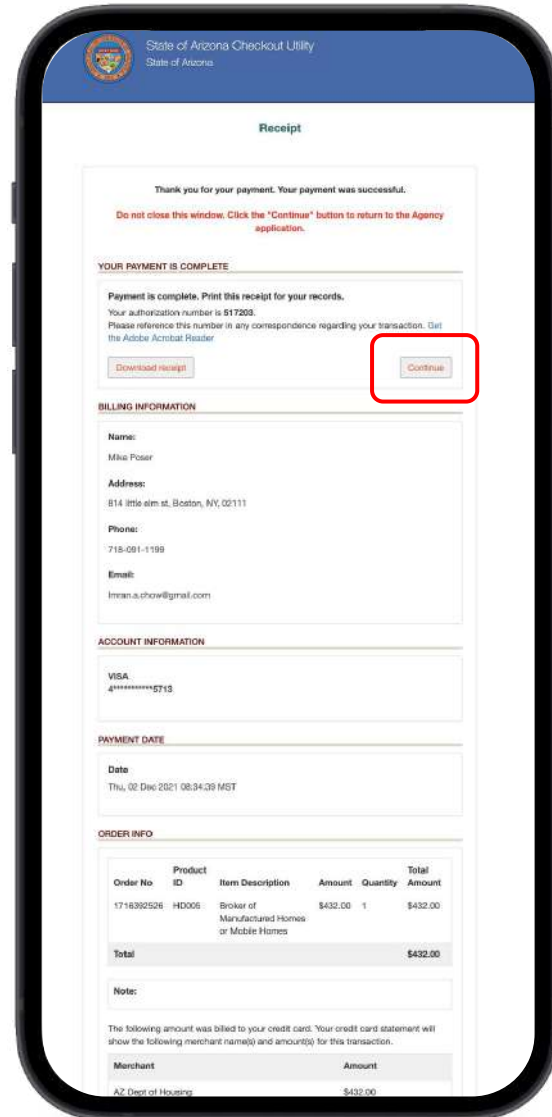 State of Arizona Checkout Utility
State of Arizona
Receipt
Thank you for your payment. Your payment was successful.
Do not close this window. Click the "Continue" button to return to the Agency
application.
YOUR PAYMENT IS COMPLETE
Payment is complete. Print this receipt for your records.
Your authorization number is 517203.
Please reference this number in any correspondence regarding your transaction. Get
the Adobe Acrobat Reader
Download receipt Continue
BILLING INFORMATION
Name:
Mike Poser
Address:
814 little elm st, Boston, NY, 02111
Phone:
718-091-1199
Email:
Imran.a.chow@gmail.com
ACCOUNT INFORMATION
VISA
4***********5713
PAYMENT DATE
Date
Thu, 02 Dec 2021 08:34:39 MST
ORDER INFO
Product Total
Order No ID Item Description Amount Quantity Amount
1716392526 HD005 Broker of $432.00 1 $432.00
Manufactured Homes
or Mobile Homes
Total $432.00
Note:
The following amount was billed to your credit card. Your credit card statement will
show the following merchant name(s) and amount(s) for this transaction.
Merchant Amount
AZ Dept of Housing $432.00